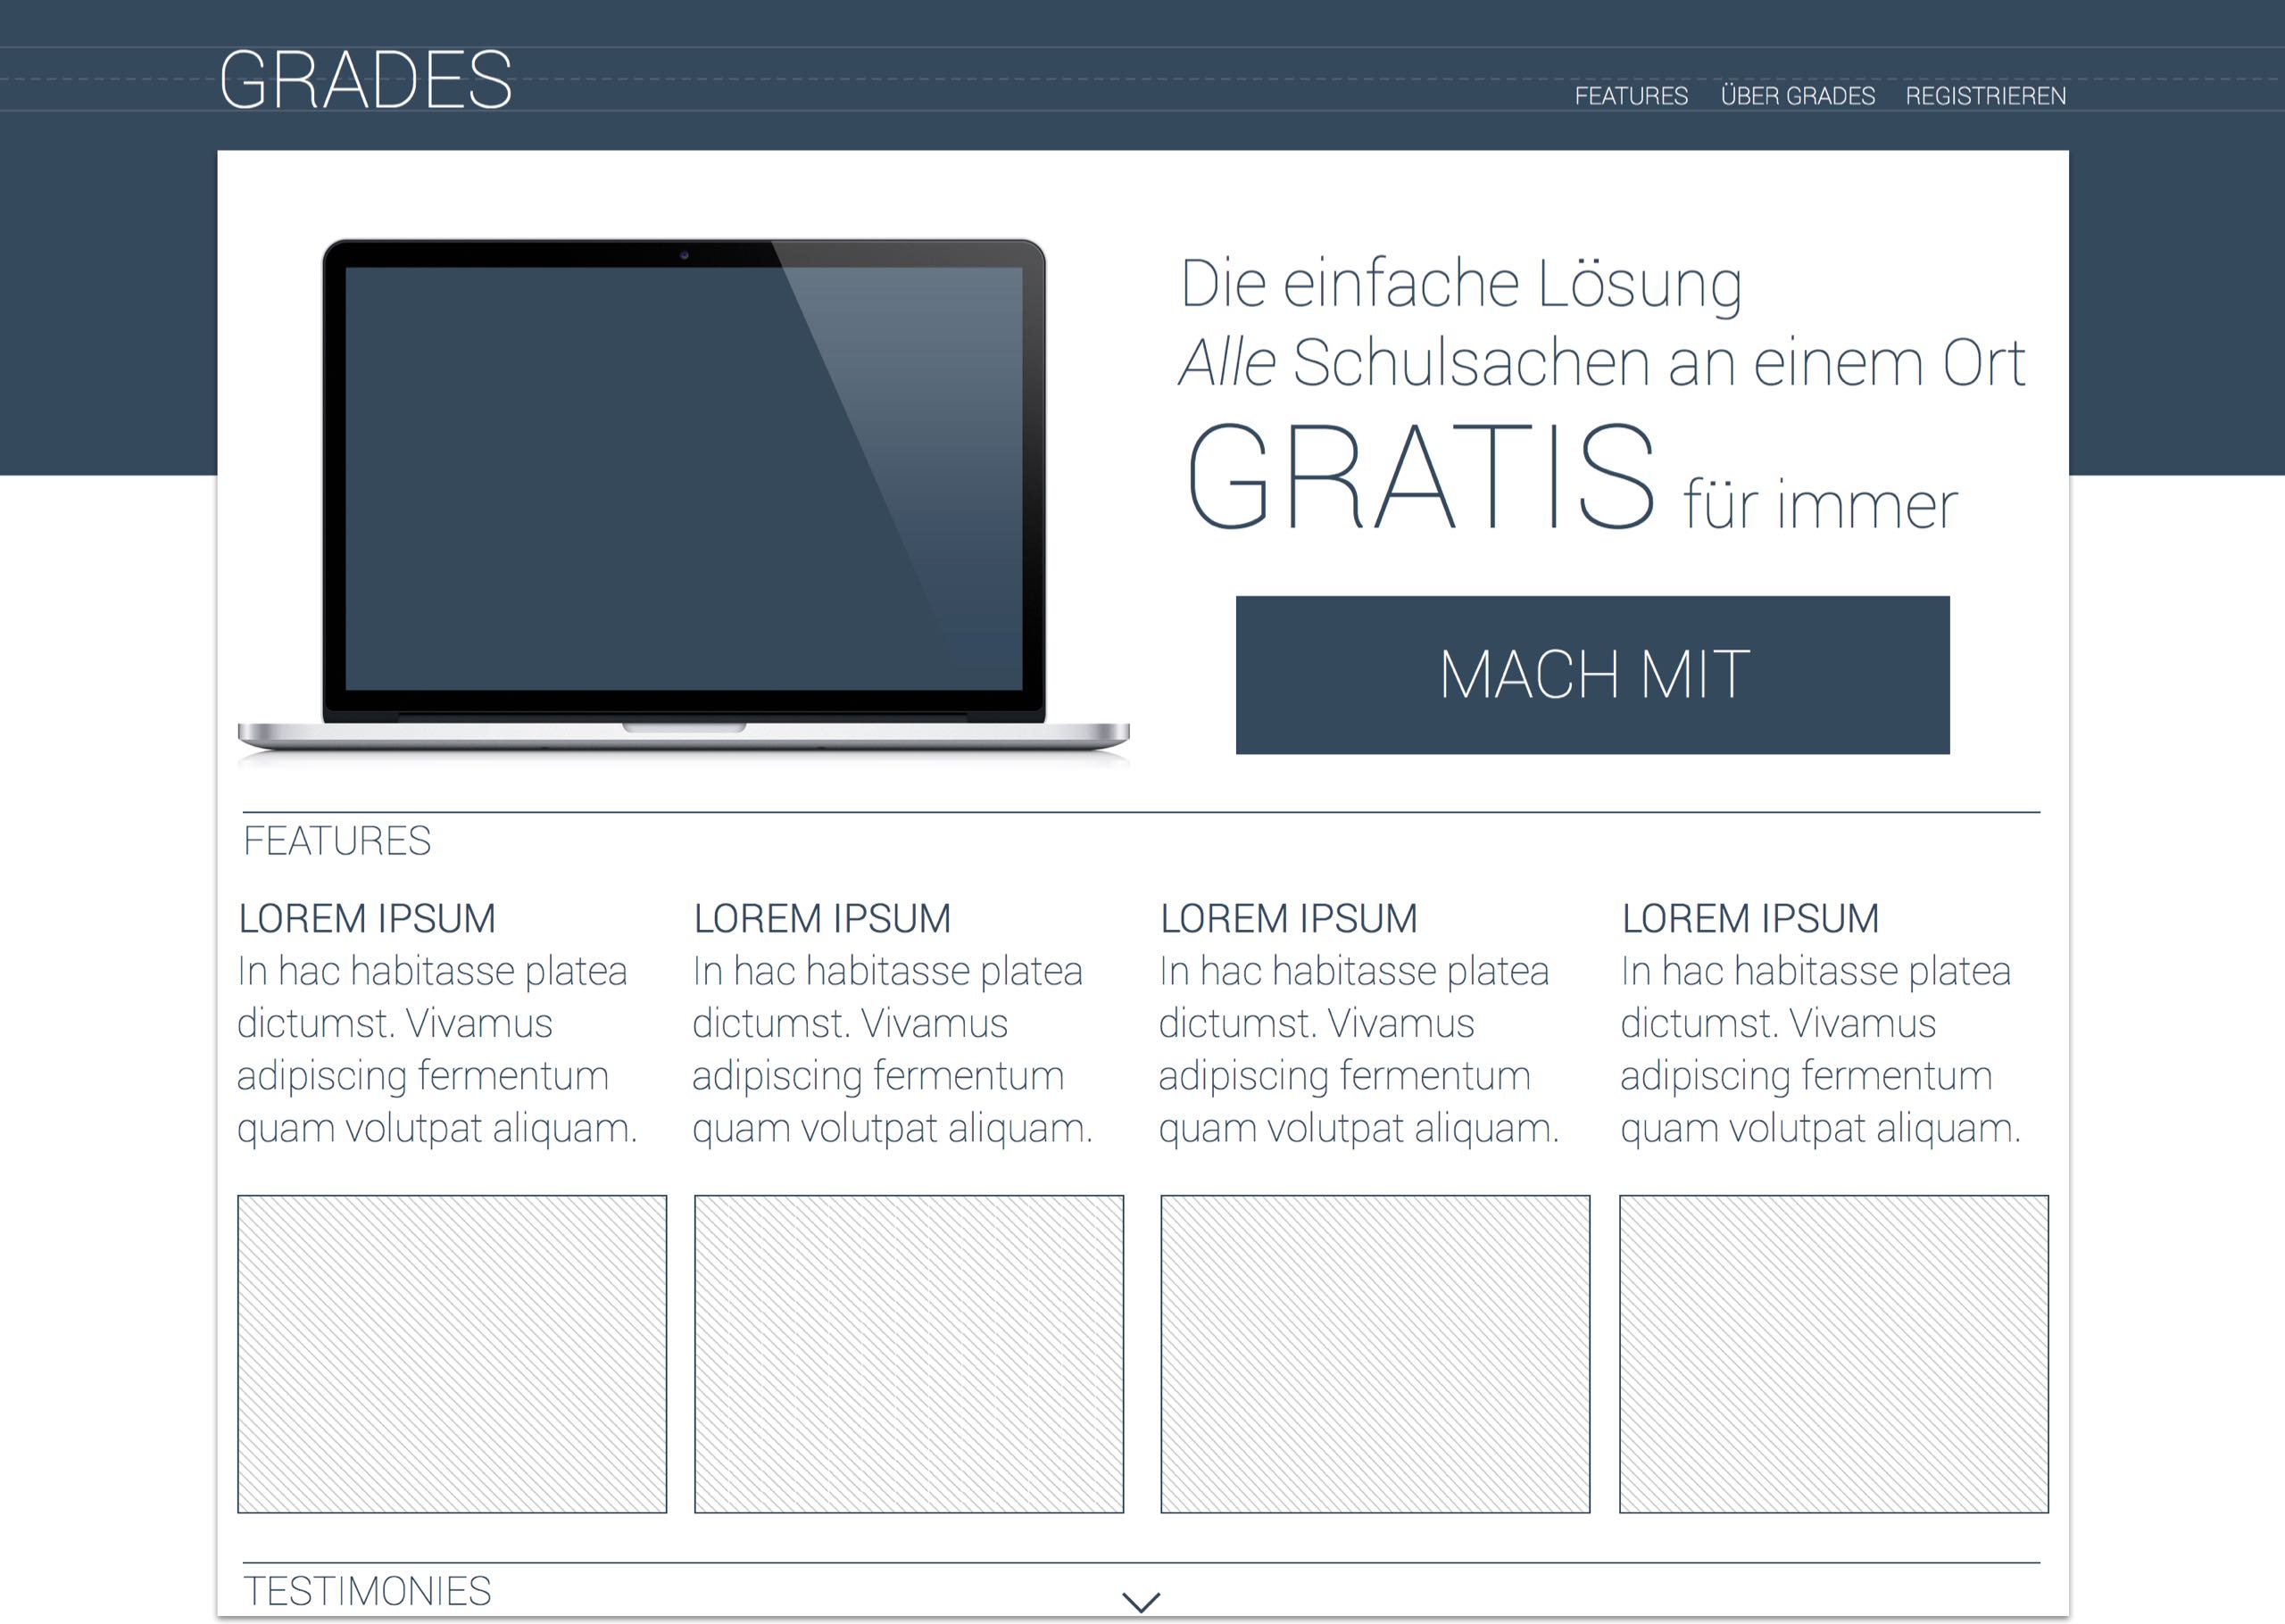 GRADES
FEATURES ÜBER GRADES REGISTRIEREN
Die einfache Lösung
Alle Schulsachen an einem Ort
GRATIS für immer
MACH MIT
FEATURES
LOREM IPSUM
In hac habitasse platea
dictumst. Vivamus
adipiscing fermentum
quam volutpat aliquam.
LOREM IPSUM
In hac habitasse platea
dictumst. Vivamus
adipiscing fermentum
quam volutpat aliquam.
LOREM IPSUM
In hac habitasse platea
dictumst. Vivamus
adipiscing fermentum
quam volutpat aliquam.
LOREM IPSUM
In hac habitasse platea
dictumst. Vivamus
adipiscing fermentum
quam volutpat aliquam.
TESTIMONIES